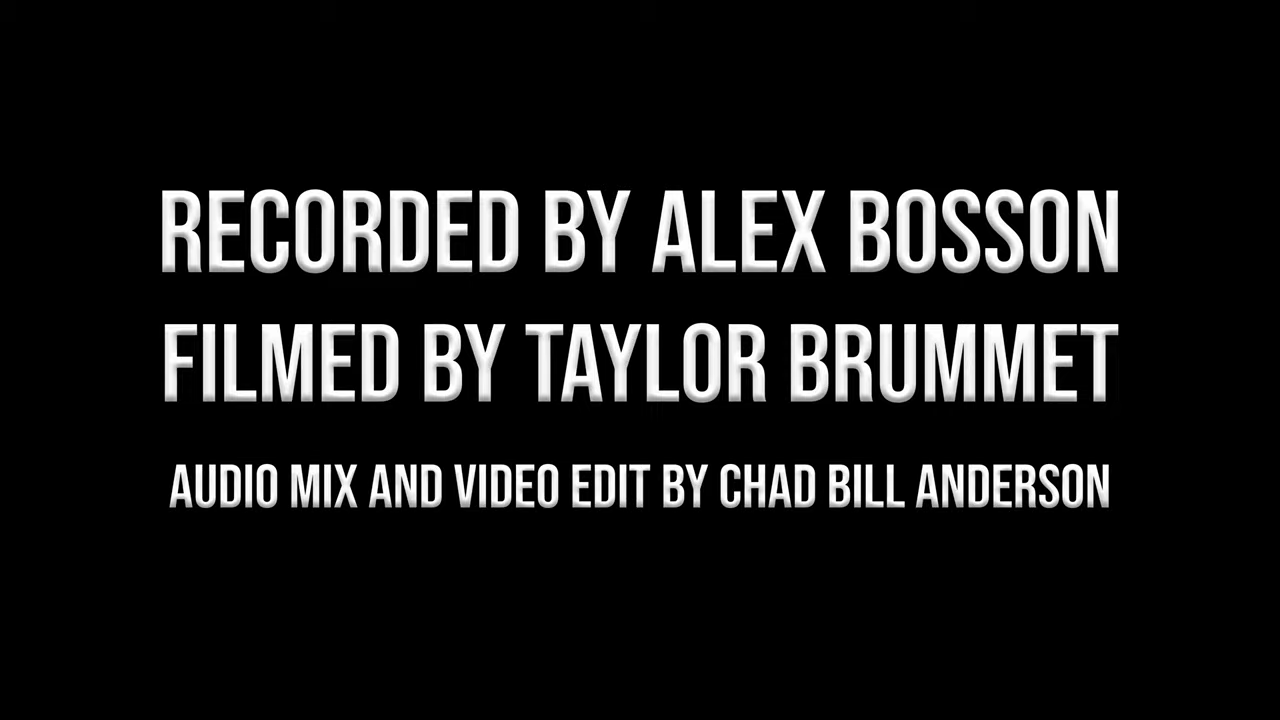 RECORDED BY ALEX BOSSON
FILMED BY TAYLOR BRUMMET
AUDIO MIX AND VIDEO EDIT BY CHAD BILL ANDERSON